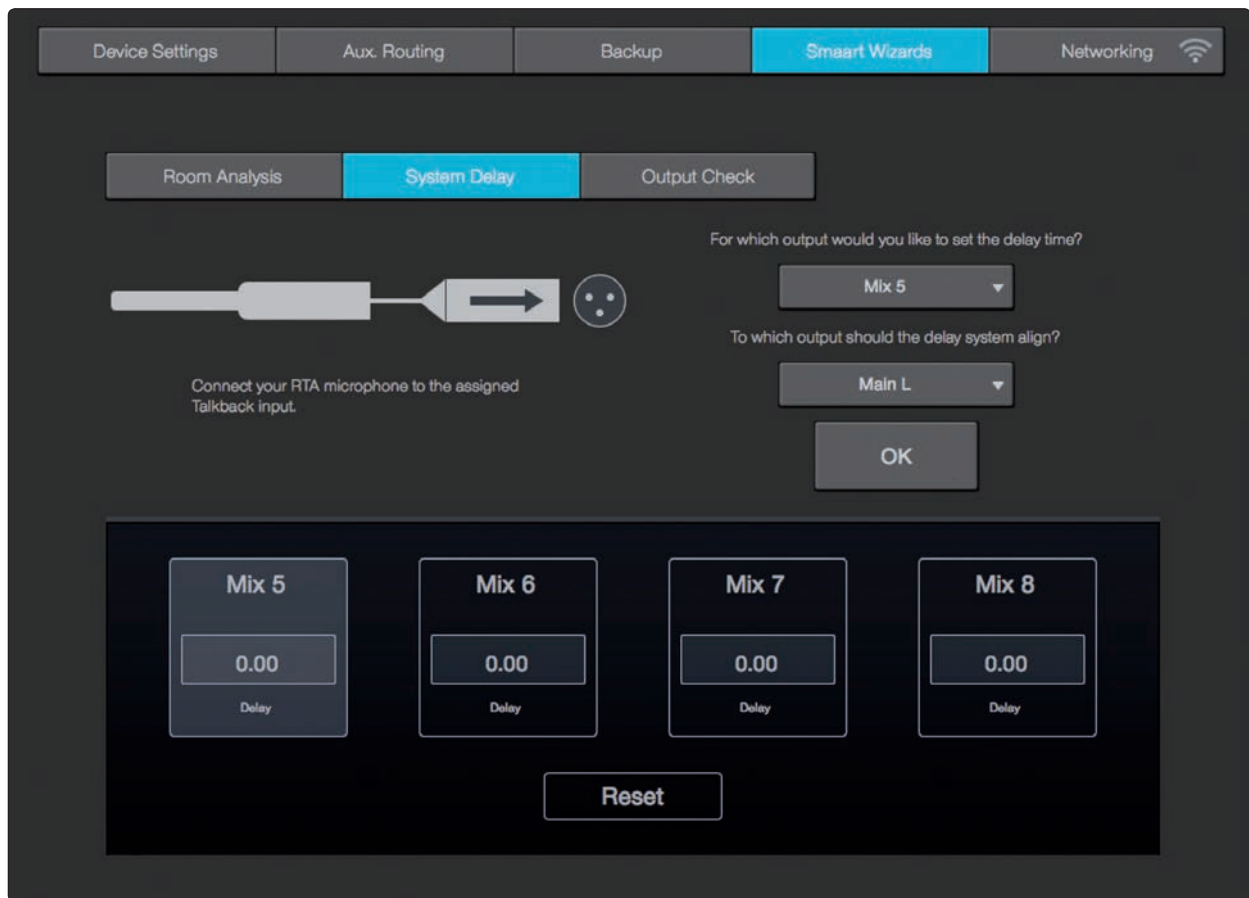 Device Settings
Aux. Routing
Backup
Smaart Wizards
Networking
Room Analysis
System Delay
Output Check
For which output would you like to set the delay time?
Mix 5
To which output should the delay system align?
Main L
OK
Connect your RTA microphone to the assigned
Talkback input.
Mix 5
0.00
Delay
Mix 6
0.00
Delay
Mix 7
0.00
Delay
Mix 8
0.00
Delay
Reset